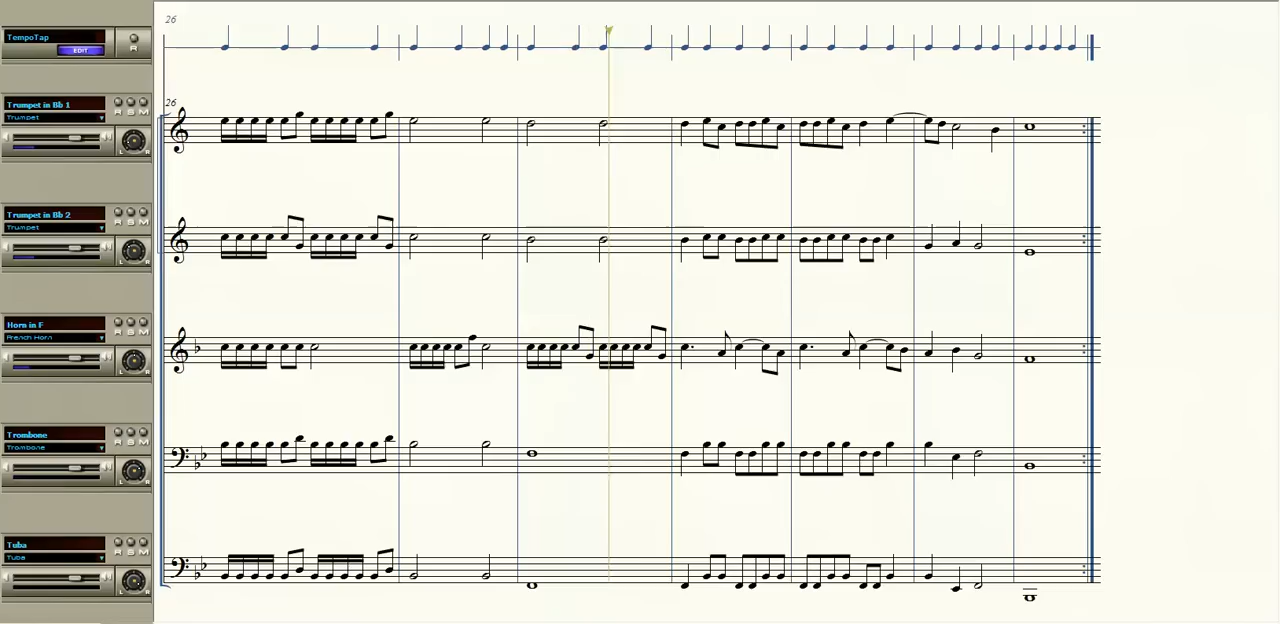 26
TempoTap
EDIT
R
26
Trumpet in Bb 1
Trumpet
R S M
L R
Trumpet in Bb 2
Trumpet
R S M
L R
Horn in F
French Horn
R S M
L R
Trombone
Trombone
R S M
L R
Tuba
Tuba
R S M
L R